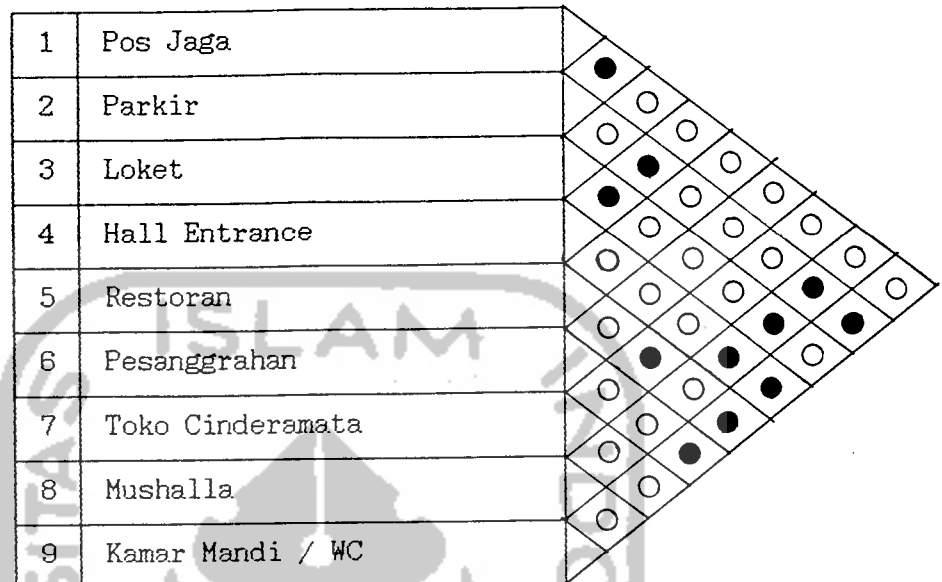 1 Pos Jaga
2 Parkir
3 Loket
4 Hall Entrance
5 Restoran
ISLAM
6 Pesanggrahan
7 Toko Cinderamata
8 Mushalla
9 Kamar Mandi / WC